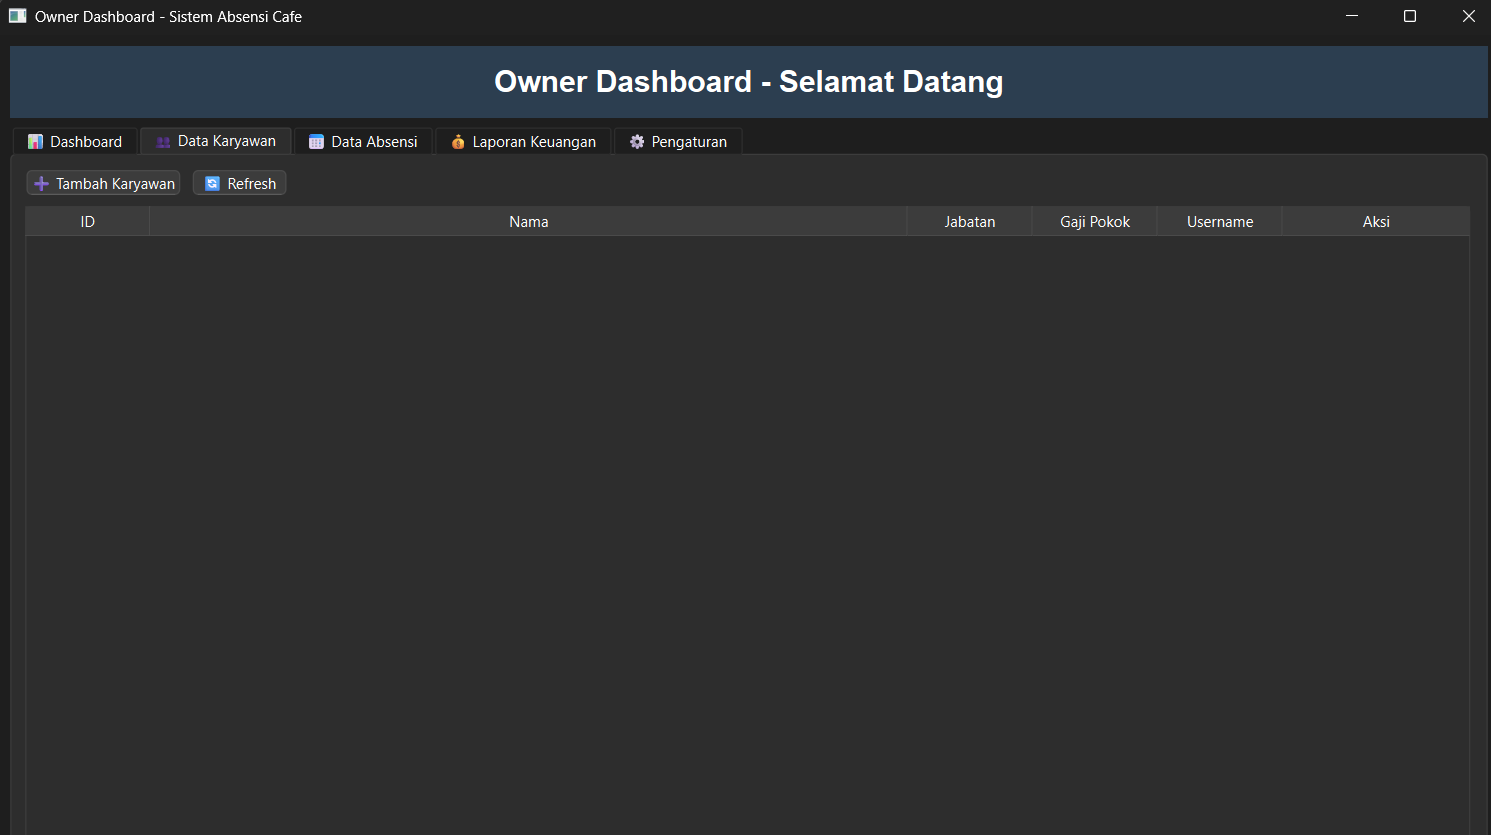 Owner Dashboard - Sistem Absensi Cafe
Owner Dashboard - Selamat Datang
Dashboard Data Karyawan Data Absensi Laporan Keuangan Pengaturan
Tambah Karyawan Refresh
ID Nama Jabatan Gaji Pokok Username Aksi